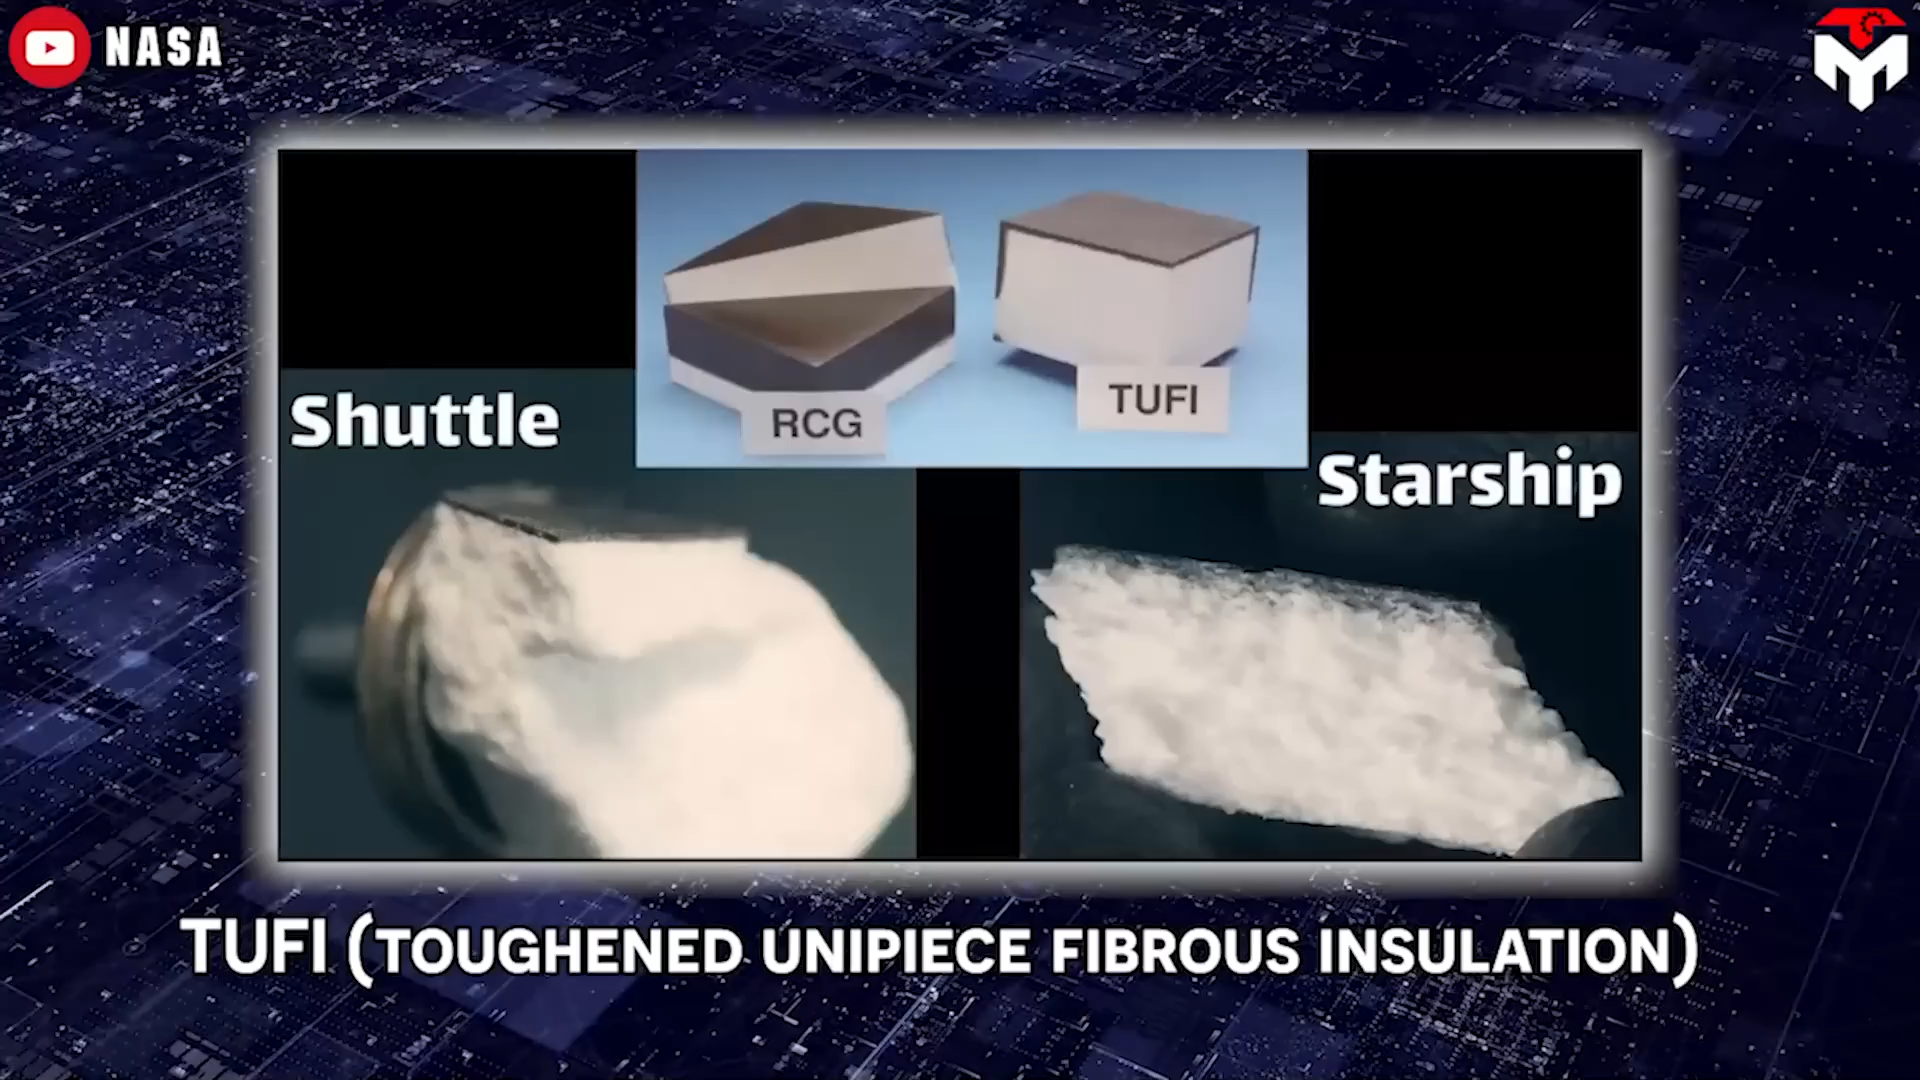 NASA
RCG
TUFI
Shuttle
Starship
TUFI (TOUGHENED UNIPIECE FIBROUS INSULATION)